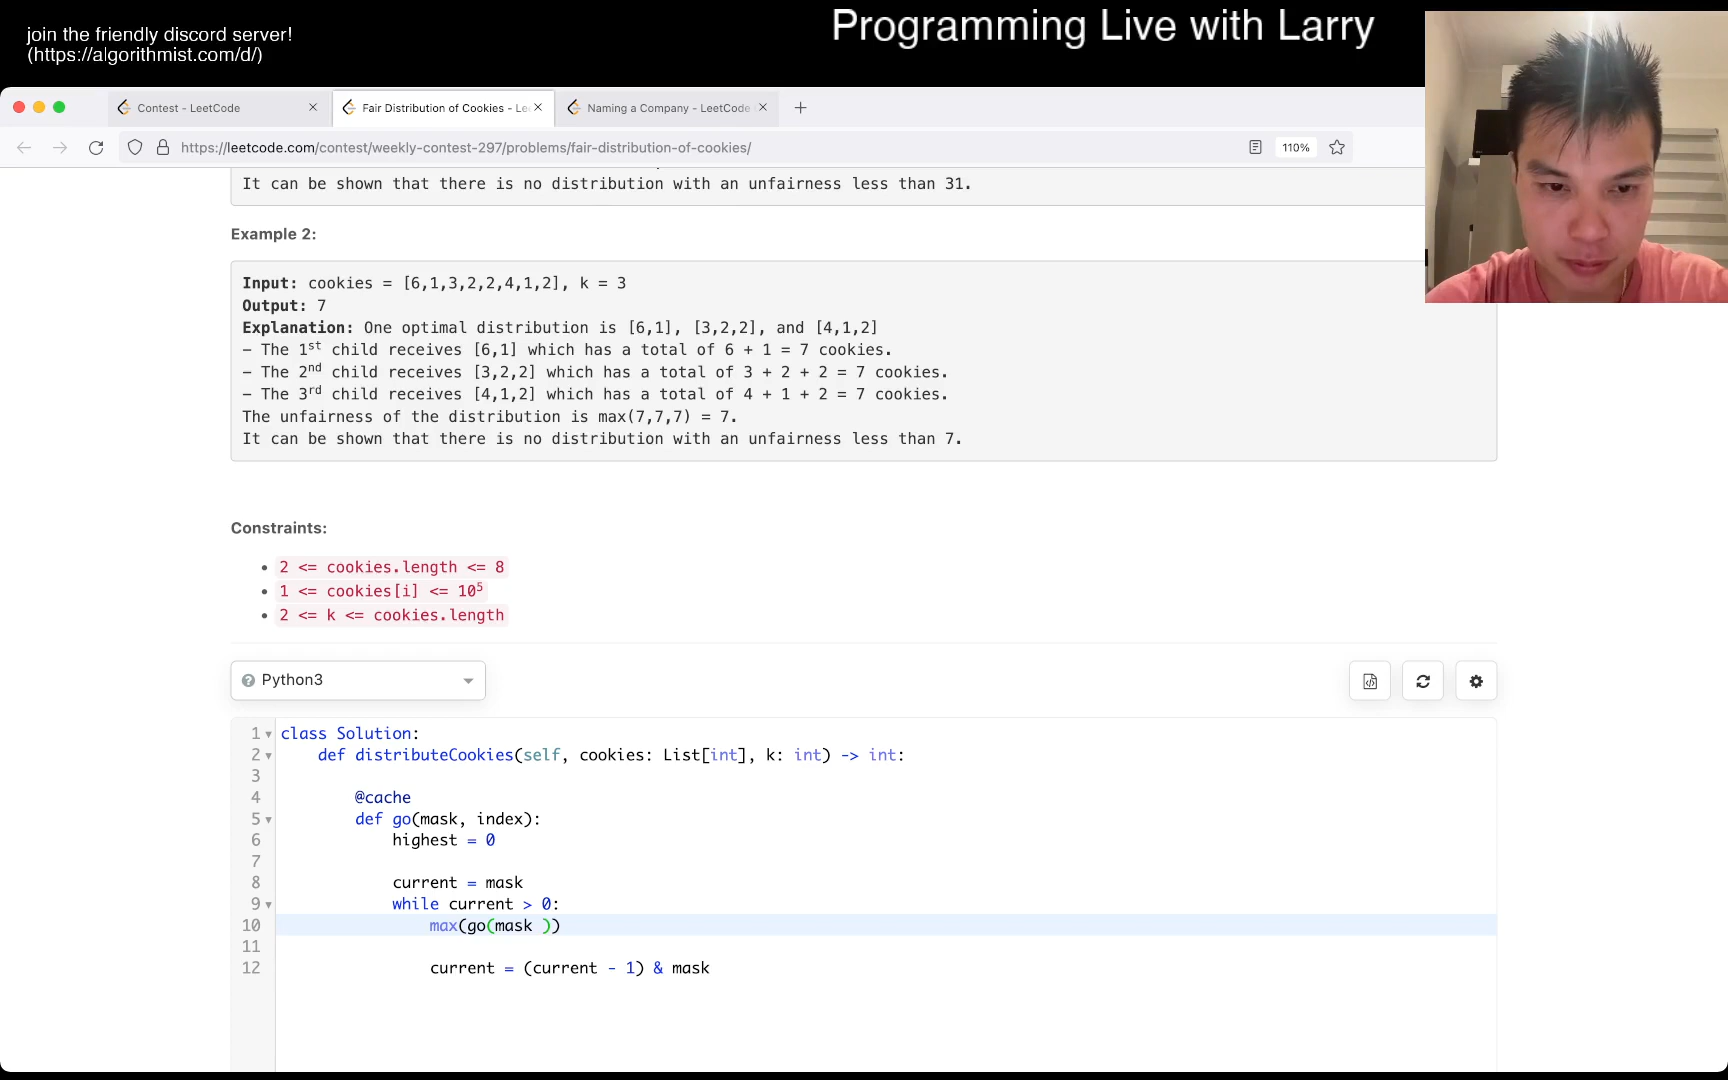 join the friendly discord server!
(https://algorithmist.com/d/)
Programming Live with Larry
Contest - LeetCode
Fair Distribution of Cookies - Le
Naming a Company - LeetCode
https://leetcode.com/contest/weekly-contest-297/problems/fair-distribution-of-cookies/
110%
It can be shown that there is no distribution with an unfairness less than 31.
Example 2:
Input: cookies = [6,1,3,2,2,4,1,2], k = 3
Output: 7
Explanation: One optimal distribution is [6,1], [3,2,2], and [4,1,2]
– The 1st child receives [6,1] which has a total of 6 + 1 = 7 cookies.
– The 2nd child receives [3,2,2] which has a total of 3 + 2 + 2 = 7 cookies.
– The 3rd child receives [4,1,2] which has a total of 4 + 1 + 2 = 7 cookies.
The unfairness of the distribution is max(7,7,7) = 7.
It can be shown that there is no distribution with an unfairness less than 7.
Constraints:
• 2 <= cookies.length <= 8
• 1 <= cookies[i] <= 10⁵
• 2 <= k <= cookies.length
Python3
1 class Solution:
2 def distributeCookies(self, cookies: List[int], k: int) -> int:
3
4 @cache
5 def go(mask, index):
6 highest = 0
7
8 current = mask
9 while current > 0:
10 max(go(mask ))
11
12 current = (current - 1) & mask